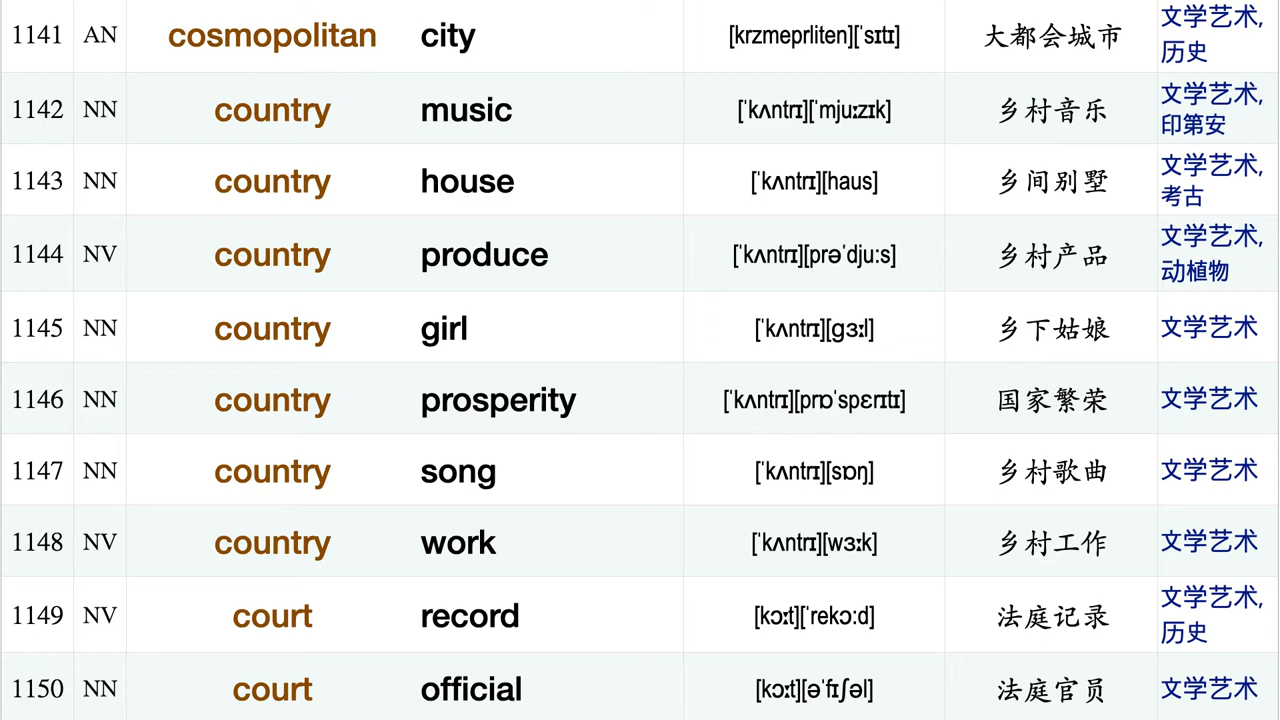 1141 AN cosmopolitan city [krzmeprliten][ˈsɪtɪ] 大都会城市 文学艺术, 历史
1142 NN country music [ˈkʌntrɪ][ˈmjuːzɪk] 乡村音乐 文学艺术, 印第安
1143 NN country house [ˈkʌntrɪ][haus] 乡间别墅 文学艺术, 考古
1144 NV country produce [ˈkʌntrɪ][prəˈdju:s] 乡村产品 文学艺术, 动植物
1145 NN country girl [ˈkʌntrɪ][gɜːl] 乡下姑娘 文学艺术
1146 NN country prosperity [ˈkʌntrɪ][prɒˈspɛrɪtɪ] 国家繁荣 文学艺术
1147 NN country song [ˈkʌntrɪ][sɒŋ] 乡村歌曲 文学艺术
1148 NV country work [ˈkʌntrɪ][wɜːk] 乡村工作 文学艺术
1149 NV court record [kɔːt][ˈrekɔ:d] 法庭记录 文学艺术, 历史
1150 NN court official [kɔːt][əˈfɪʃəl] 法庭官员 文学艺术